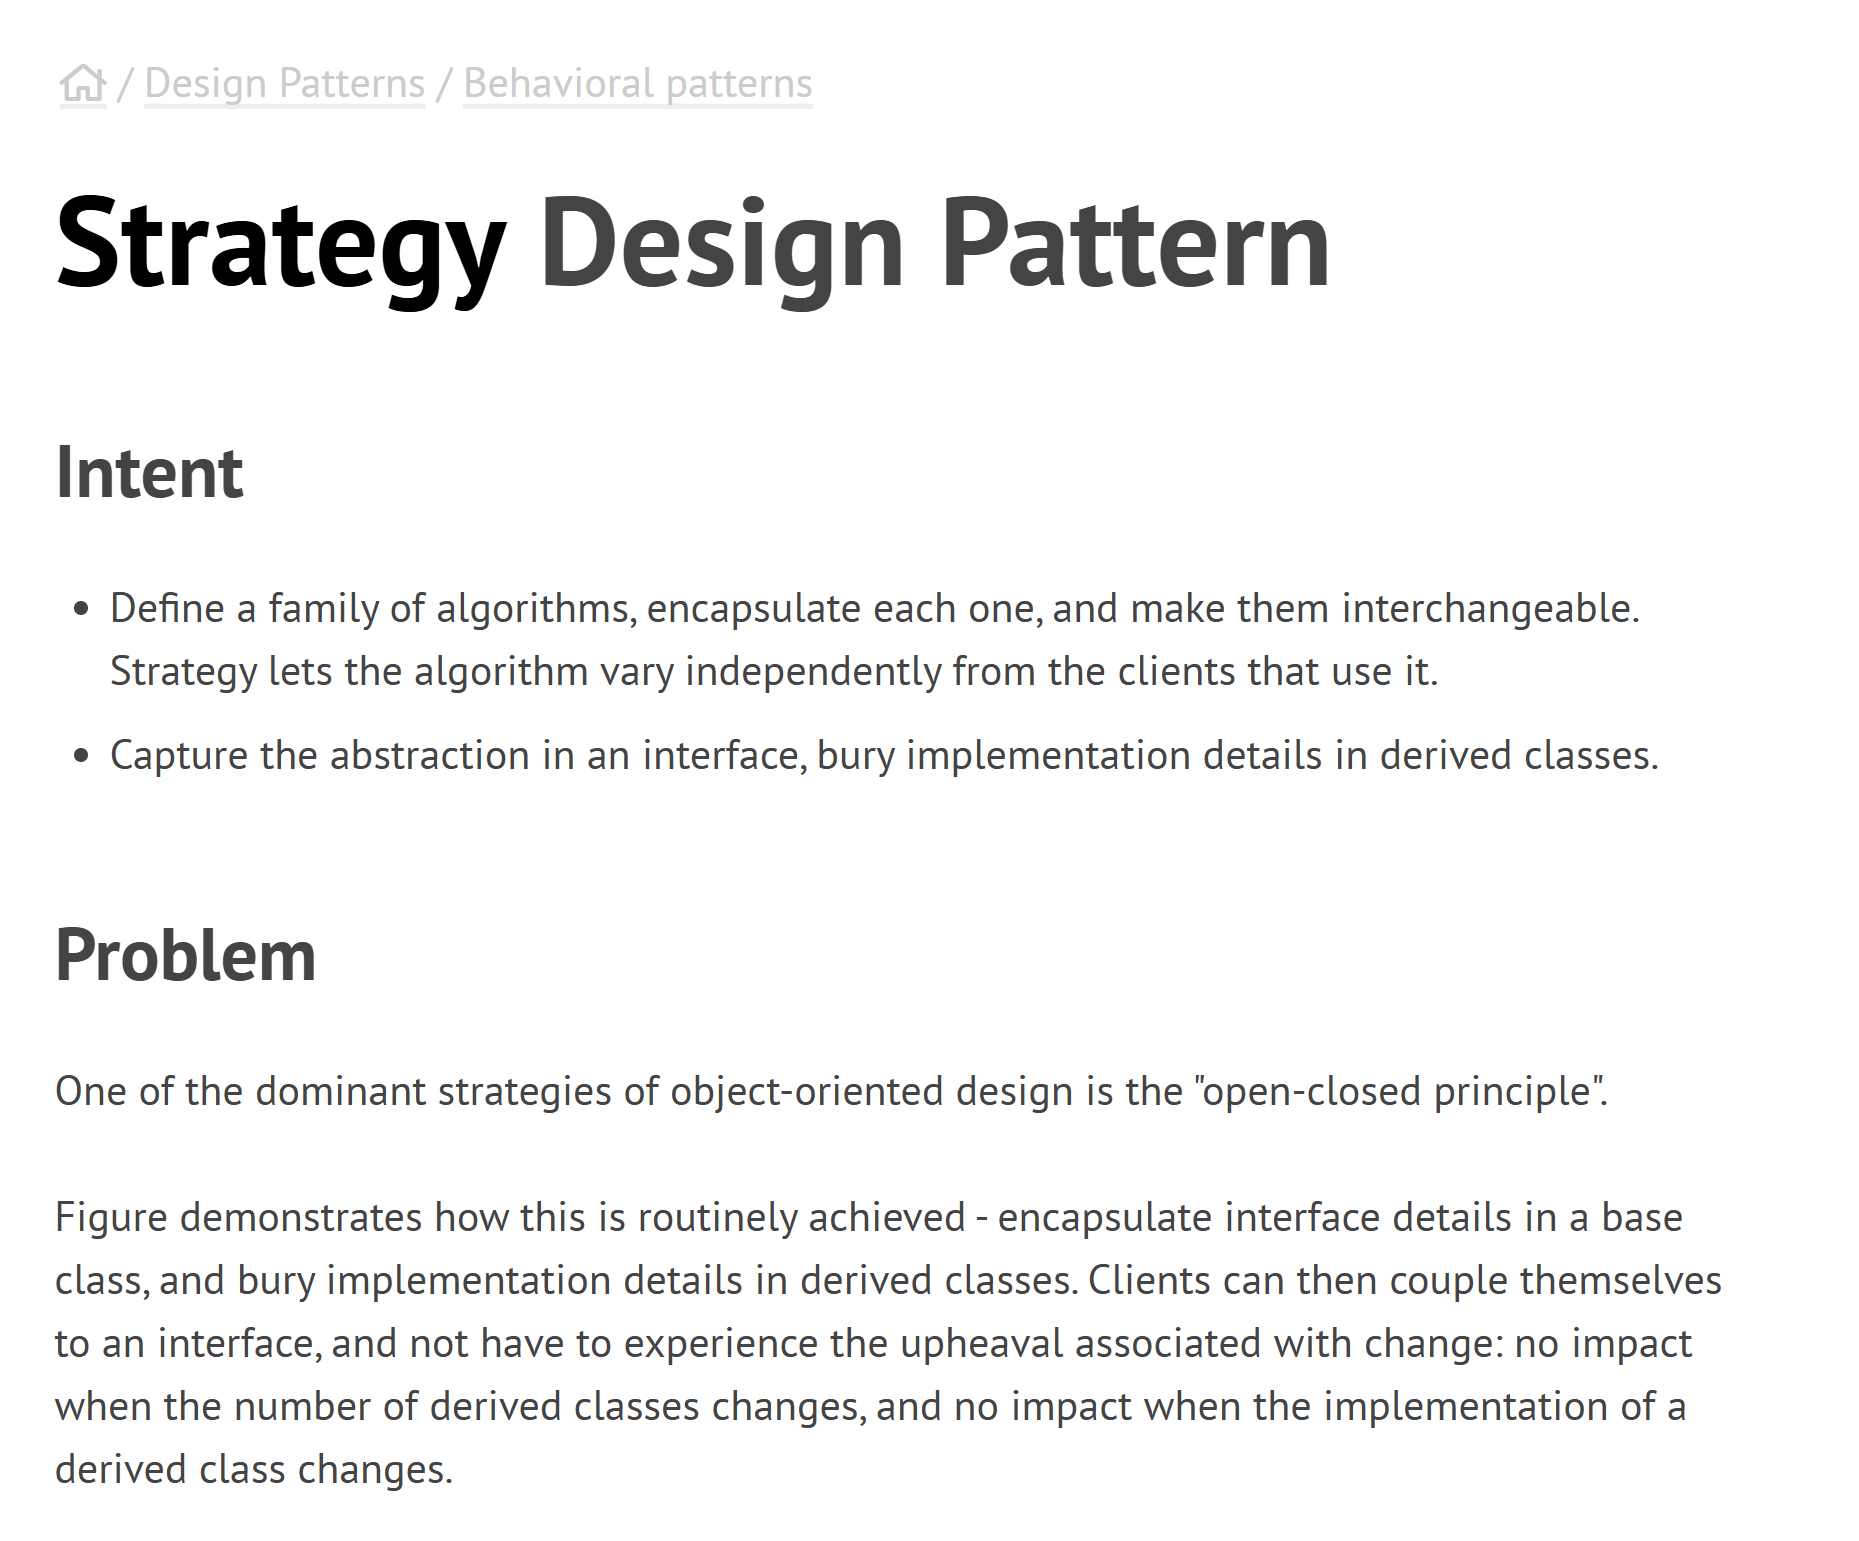 / Design Patterns / Behavioral patterns
Strategy Design Pattern
Intent
• Define a family of algorithms, encapsulate each one, and make them interchangeable.
Strategy lets the algorithm vary independently from the clients that use it.
• Capture the abstraction in an interface, bury implementation details in derived classes.
Problem
One of the dominant strategies of object-oriented design is the "open-closed principle".
Figure demonstrates how this is routinely achieved - encapsulate interface details in a base
class, and bury implementation details in derived classes. Clients can then couple themselves
to an interface, and not have to experience the upheaval associated with change: no impact
when the number of derived classes changes, and no impact when the implementation of a
derived class changes.